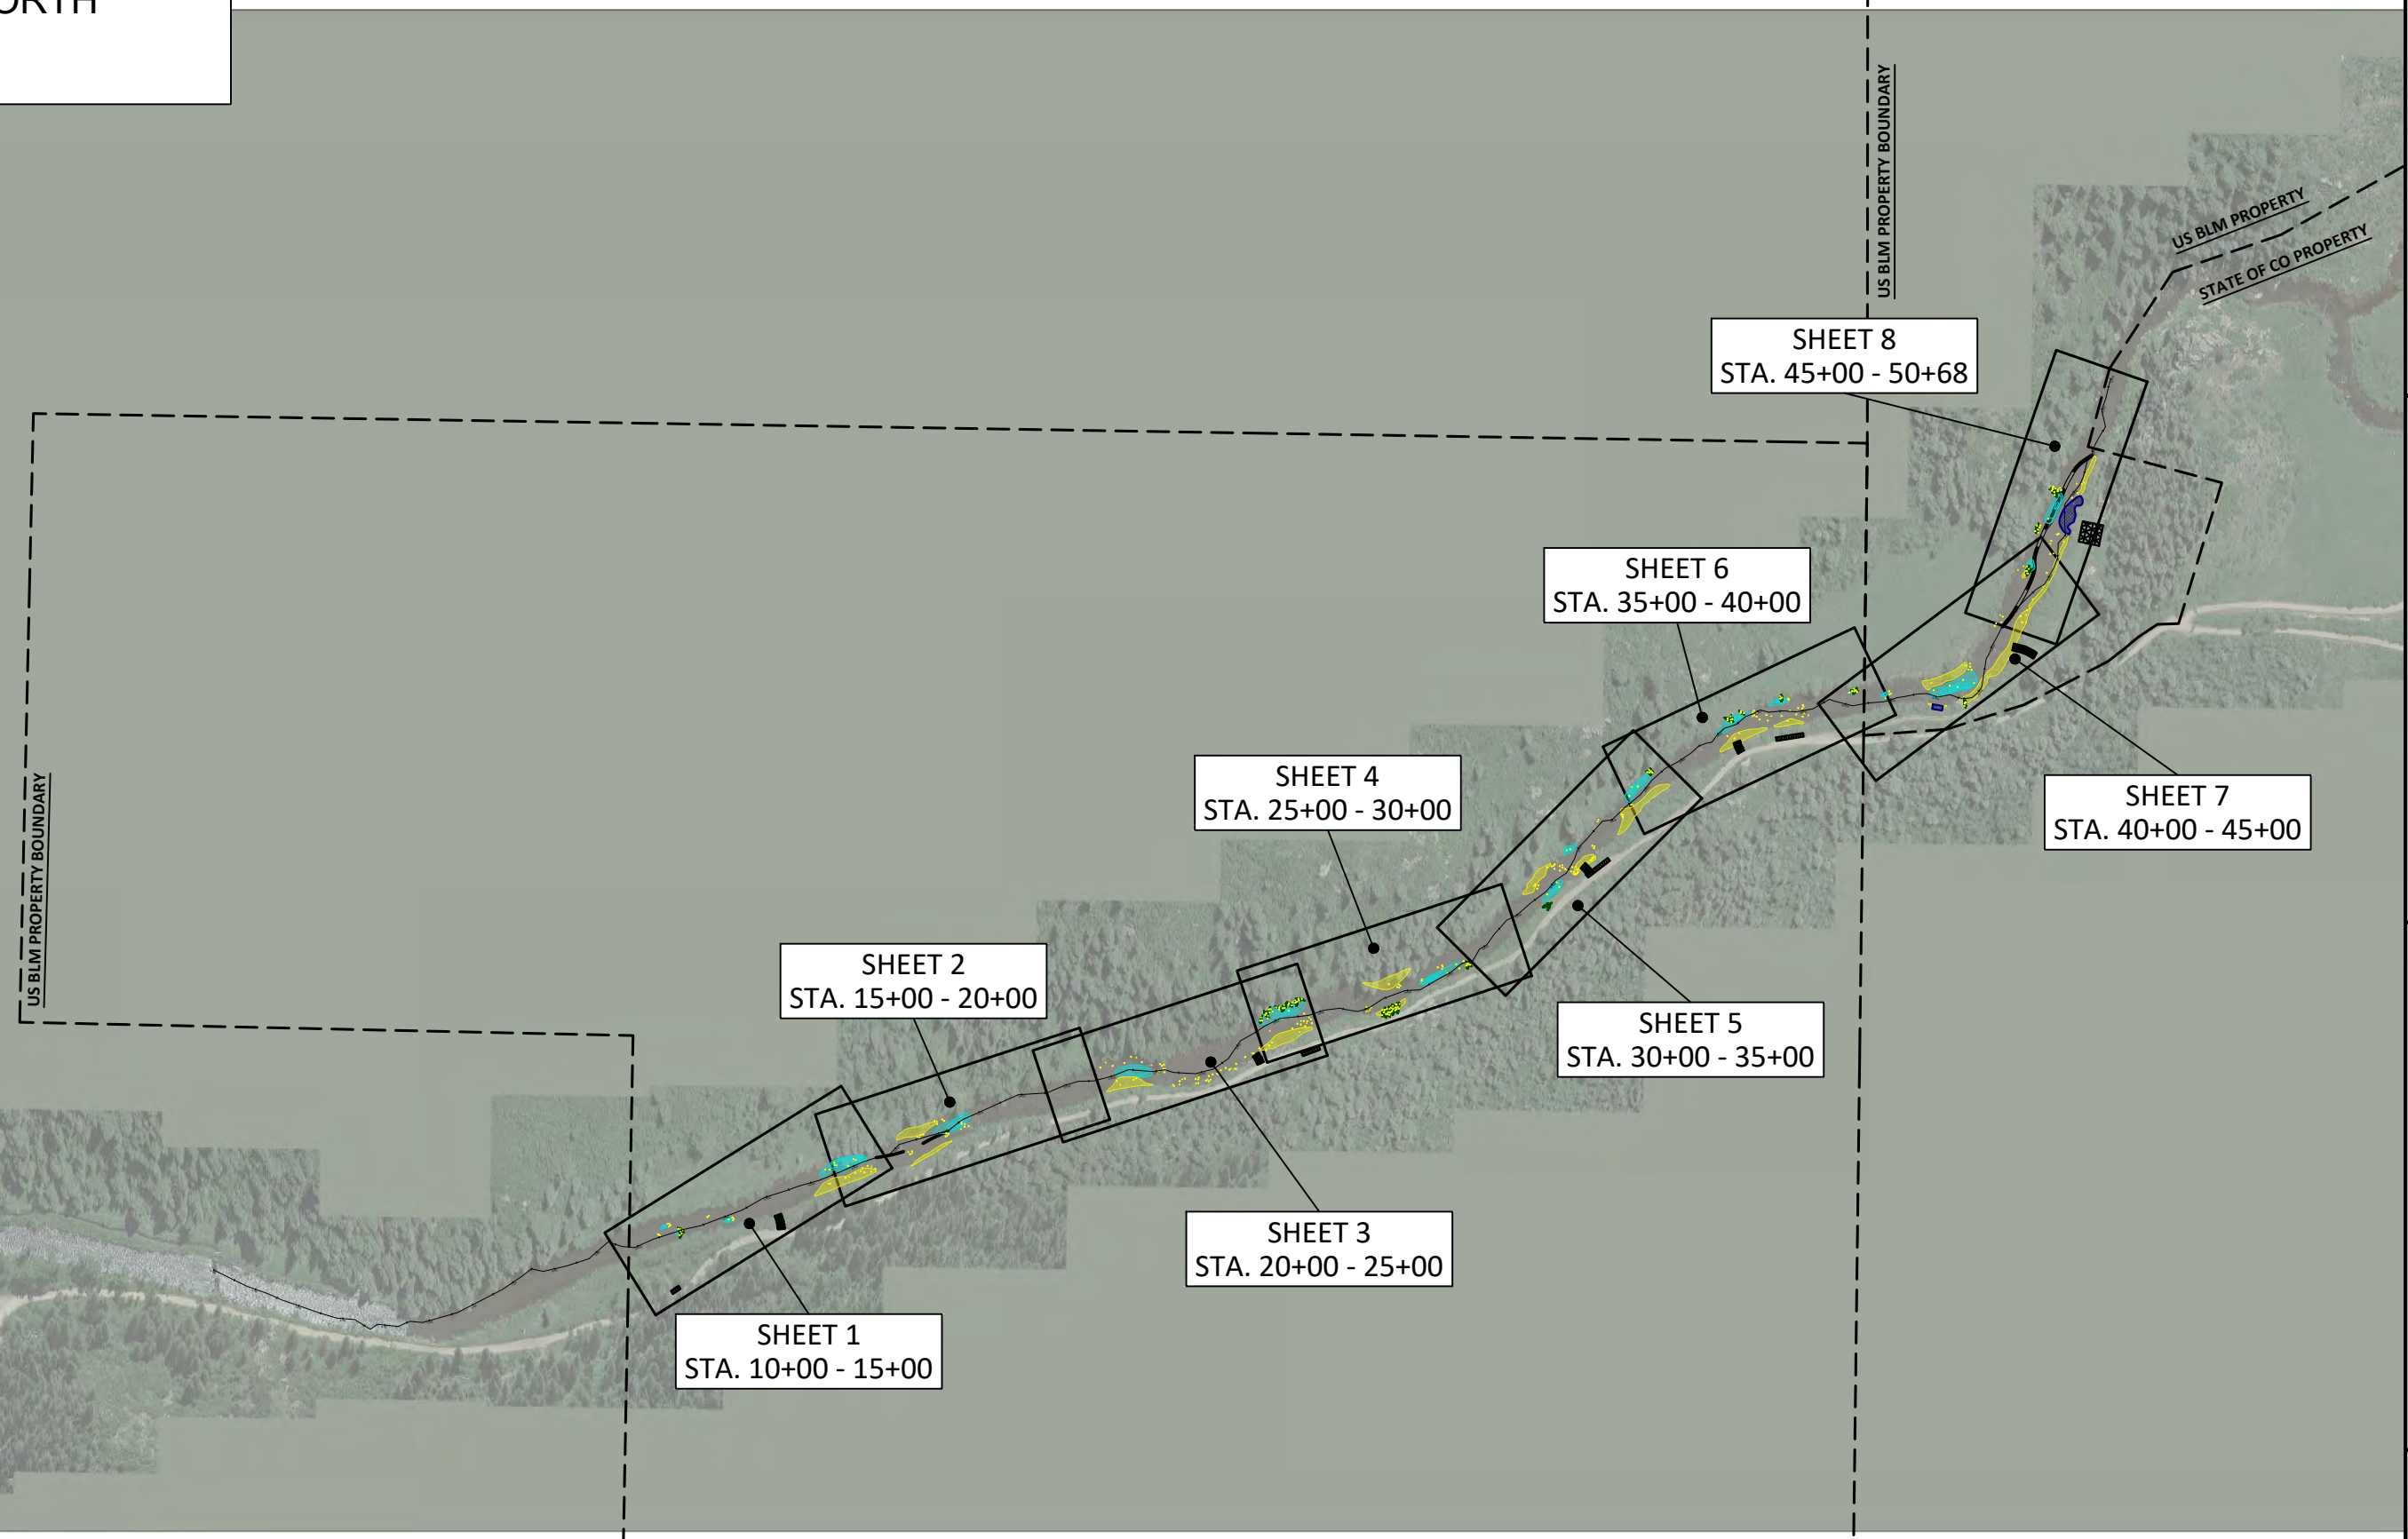 US BLM PROPERTY BOUNDARY
US BLM PROPERTY
STATE OF CO PROPERTY
SHEET 8
STA. 45+00 - 50+68
SHEET 6
STA. 35+00 - 40+00
SHEET 4
STA. 25+00 - 30+00
SHEET 7
STA. 40+00 - 45+00
US BLM PROPERTY BOUNDARY
SHEET 2
STA. 15+00 - 20+00
SHEET 5
STA. 30+00 - 35+00
SHEET 3
STA. 20+00 - 25+00
SHEET 1
STA. 10+00 - 15+00